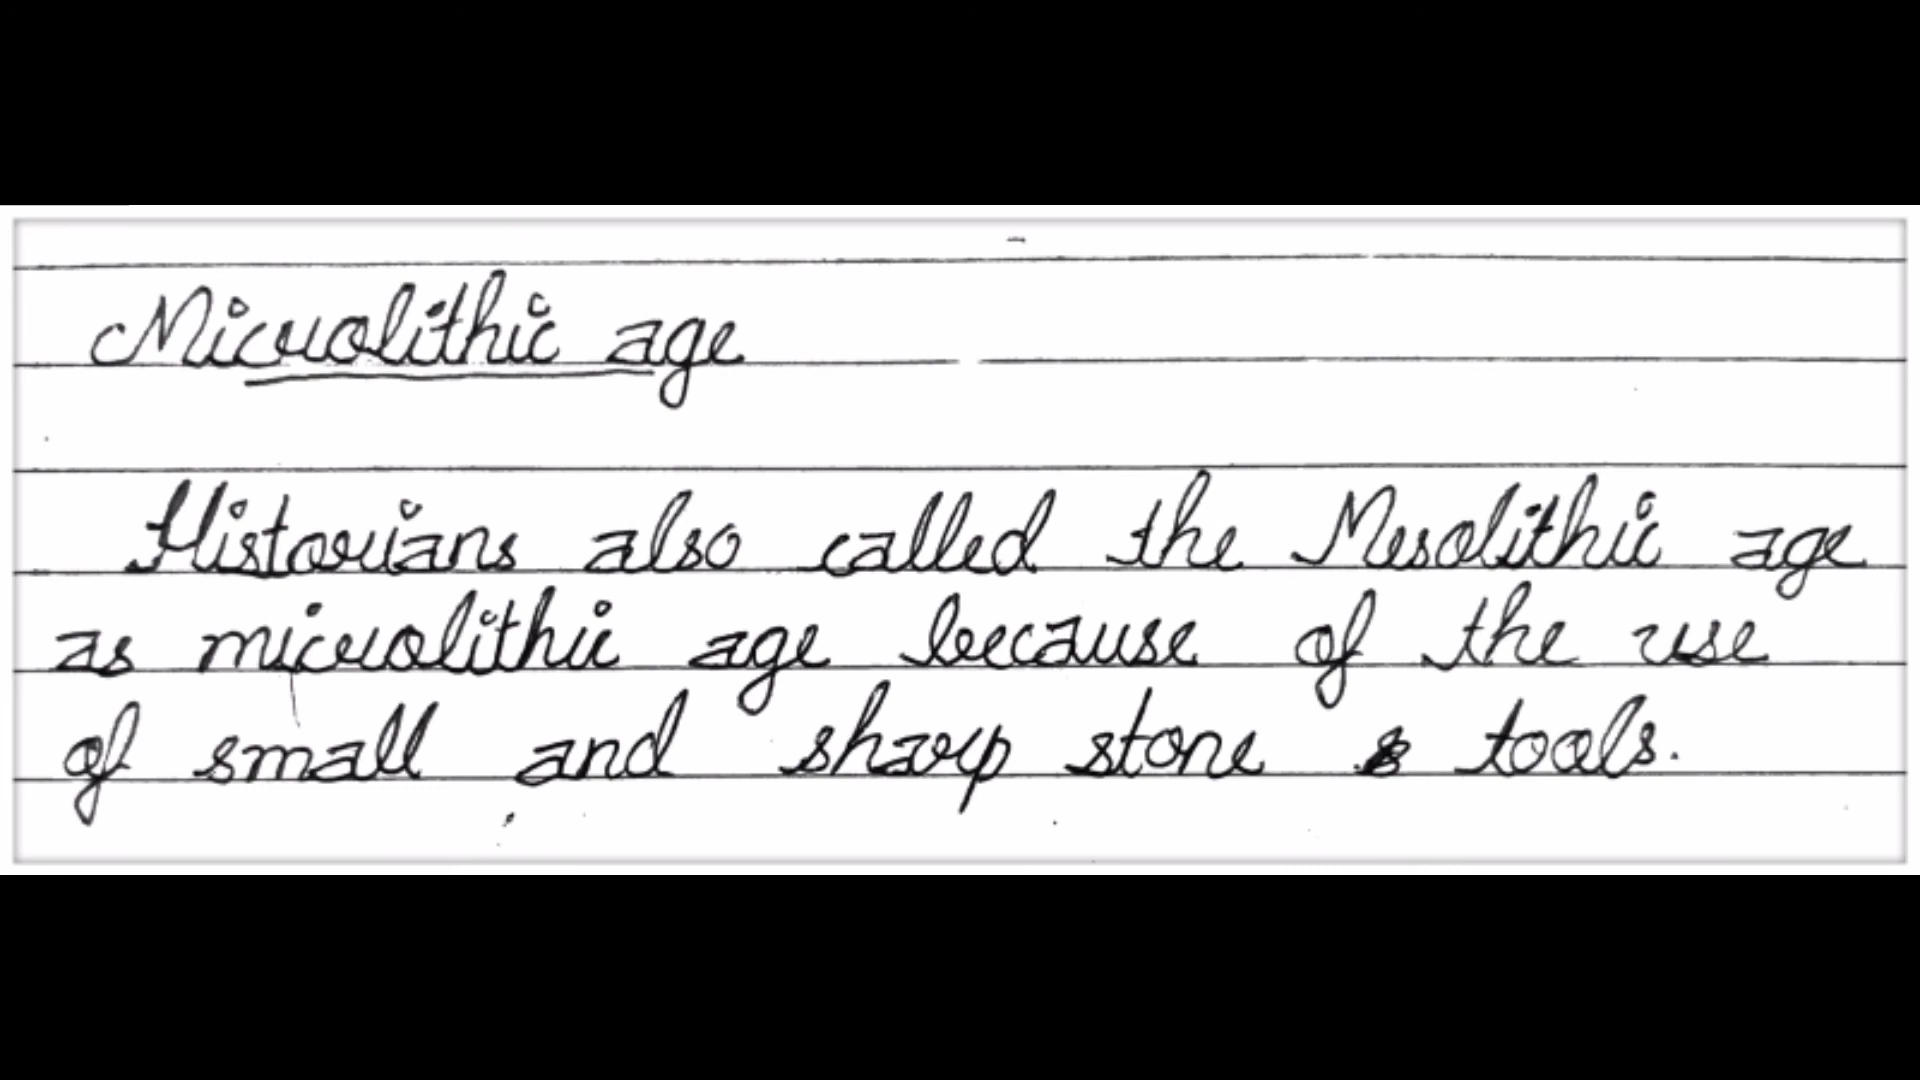 Microlithic age
Historians also called the Mesolithic age
as microlithic age because of the use
of small and sharp stone tools.